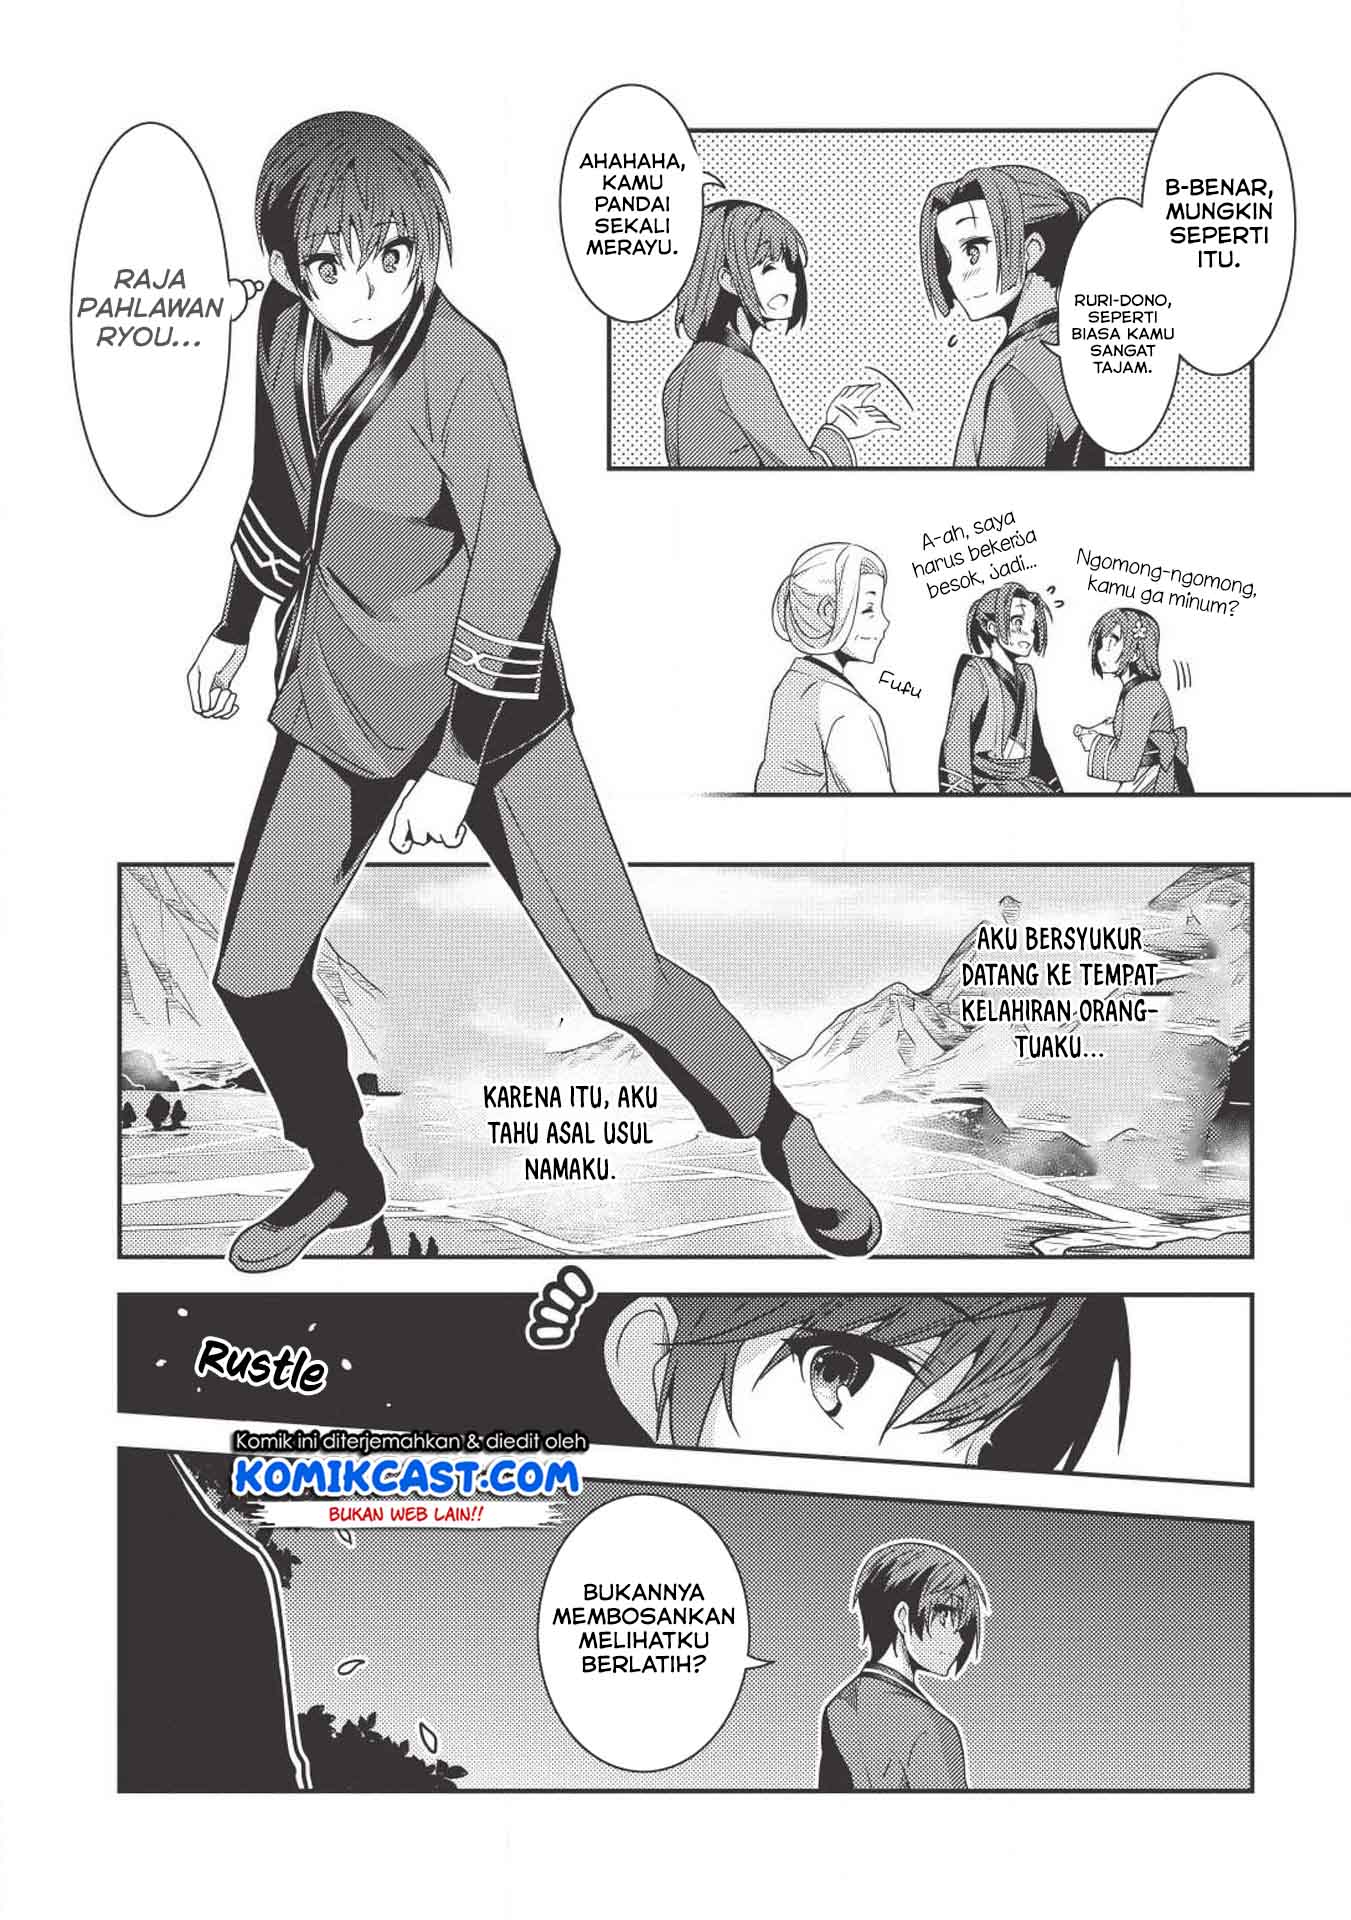 B-BENAR,
MUNGKIN
SEPERTI
ITU.
RURI-DONO,
SEPERTI
BIASA KAMU
SANGAT
TAJAM.
AHAHAHA,
KAMU
PANDAI
SEKALI
MERAYU.
RAJA
PAHLAWAN
RYOU...
Ngomong-ngomong,
kamu ga minum?
A-ah, saya
harus bekerja
besok, jadi...
Fufu
AKU BERSYUKUR
DATANG KE TEMPAT
KELAHIRAN ORANG-
TUAKU...
KARENA ITU, AKU
TAHU ASAL USUL
NAMAKU.
Rustle
Komik ini diterjemahkan & diedit oleh
KOMIKCAST.COM
BUKAN WEB LAIN!!
BUKANNYA
MEMBOSANKAN
MELIHATKU
BERLATIH?